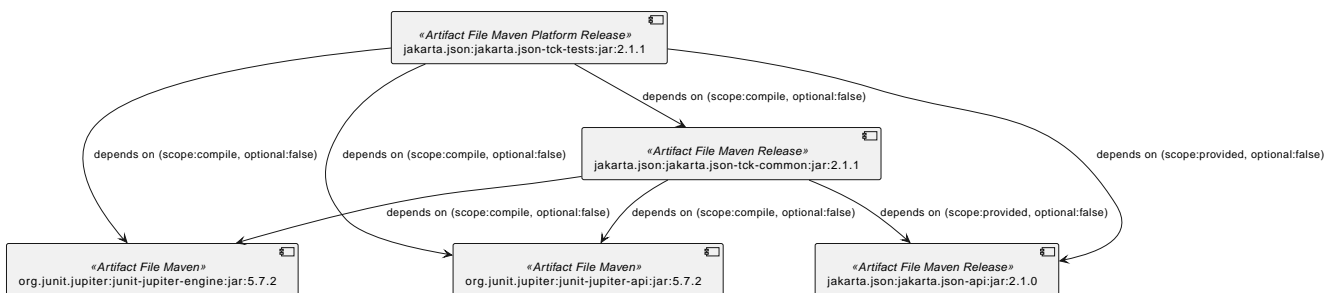 «Artifact File Maven Platform Release»
jakarta.json:jakarta.json-tck-tests:jar:2.1.1
depends on (scope:compile, optional:false)
«Artifact File Maven Release»
jakarta.json:jakarta.json-tck-common:jar:2.1.1
depends on (scope:compile, optional:false)
depends on (scope:compile, optional:false)
depends on (scope:provided, optional:false)
depends on (scope:compile, optional:false)
depends on (scope:compile, optional:false)
depends on (scope:provided, optional:false)
«Artifact File Maven»
org.junit.jupiter:junit-jupiter-engine:jar:5.7.2
«Artifact File Maven»
org.junit.jupiter:junit-jupiter-api:jar:5.7.2
«Artifact File Maven Release»
jakarta.json:jakarta.json-api:jar:2.1.0